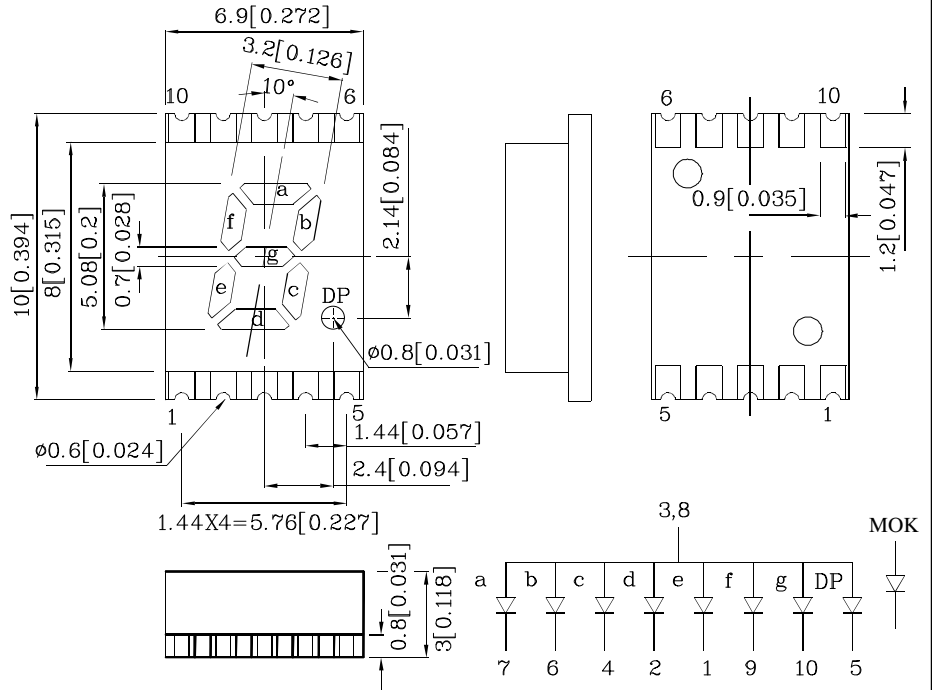 6.9[0.272]
3.2[0.126]
10°
10
6
6
10
a
f
b
g
e
c
d
DP
10[0.394]
8[0.315]
5.08[0.2]
0.7[0.028]
2.14[0.084]
0.9[0.035]
1.2[0.047]
ø0.8[0.031]
1
5
5
1
ø0.6[0.024]
1.44[0.057]
2.4[0.094]
1.44X4=5.76[0.227]
0.8[0.031]
3[0.118]
3,8
MOK
a b c d e f g DP
7 6 4 2 1 9 10 5